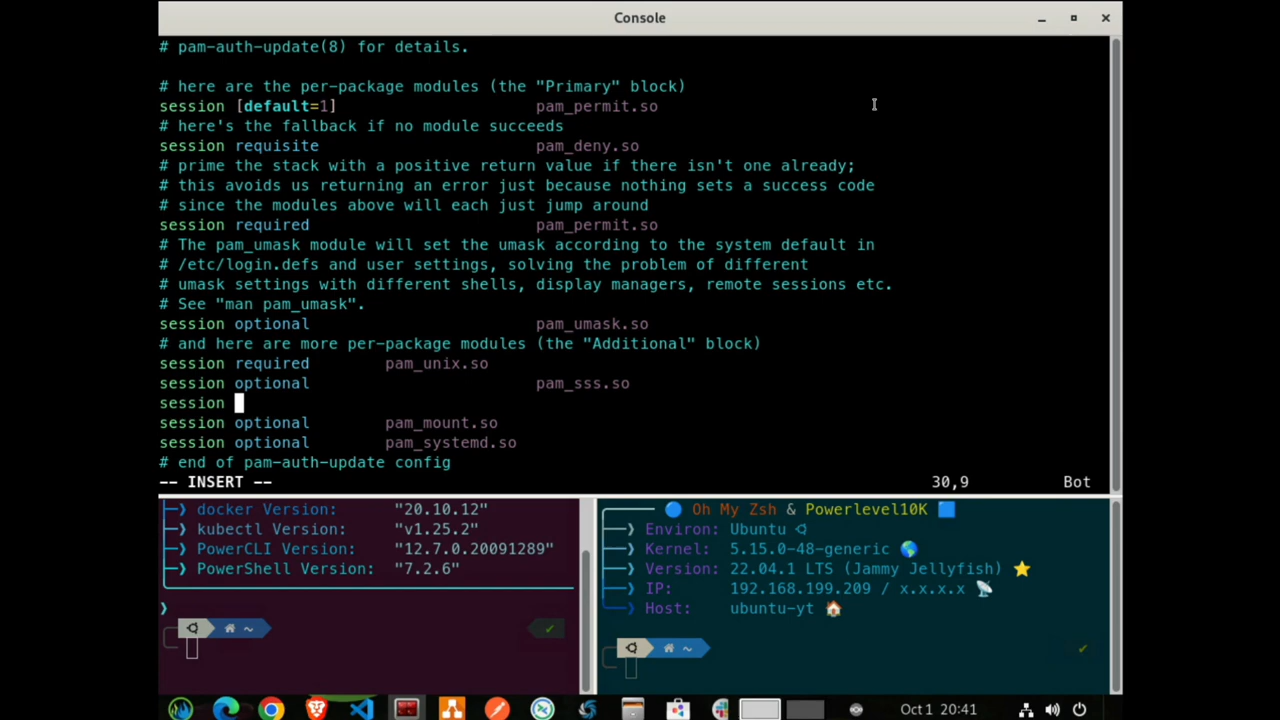 Console
# pam-auth-update(8) for details.
# here are the per-package modules (the "Primary" block)
session [default=1] pam_permit.so
# here's the fallback if no module succeeds
session requisite pam_deny.so
# prime the stack with a positive return value if there isn't one already;
# this avoids us returning an error just because nothing sets a success code
# since the modules above will each just jump around
session required pam_permit.so
# The pam_umask module will set the umask according to the system default in
# /etc/login.defs and user settings, solving the problem of different
# umask settings with different shells, display managers, remote sessions etc.
# See "man pam_umask".
session optional pam_umask.so
# and here are more per-package modules (the "Additional" block)
session required pam_unix.so
session optional pam_sss.so
session
session optional pam_mount.so
session optional pam_systemd.so
# end of pam-auth-update config
-- INSERT -- 30,9 Bot
docker Version: "20.10.12"
kubectl Version: "v1.25.2"
PowerCLI Version: "12.7.0.20091289"
PowerShell Version: "7.2.6"
~
Oh My Zsh & Powerlevel10K
Environ: Ubuntu
Kernel: 5.15.0-48-generic
Version: 22.04.1 LTS (Jammy Jellyfish)
IP: 192.168.199.209 / x.x.x.x
Host: ubuntu-yt
~
Oct 1 20:41